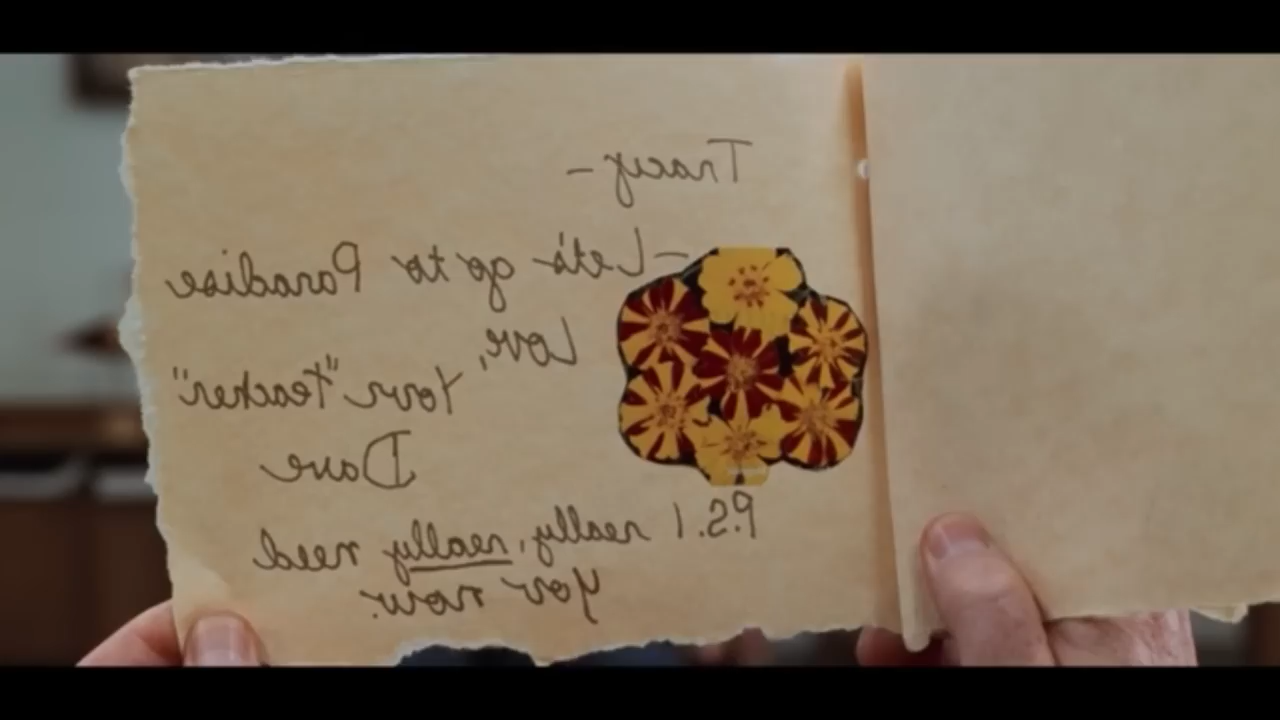 Tracy –
– Let's go to Paradise
Love,
Your "teacher"
Dave
P.S. I really, really need
you now.